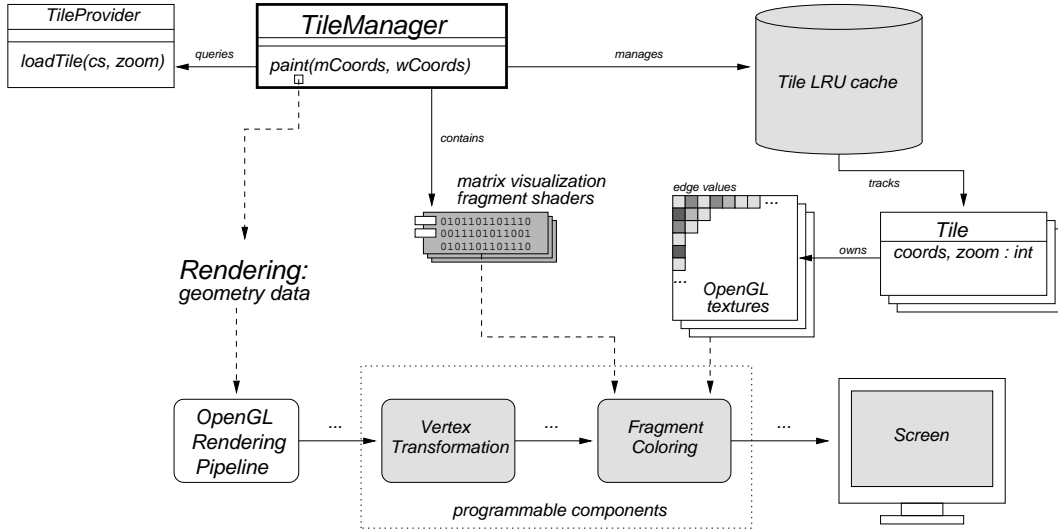 TileProvider
loadTile(cs, zoom)
queries
TileManager
paint(mCoords, wCoords)
manages
Tile LRU cache
contains
tracks
matrix visualization
fragment shaders
0101101101110
0011101011001
0101101101110
edge values
...
...
OpenGL
textures
owns
Tile
coords, zoom : int
Rendering:
geometry data
OpenGL
Rendering
Pipeline
...
Vertex
Transformation
...
Fragment
Coloring
...
Screen
programmable components